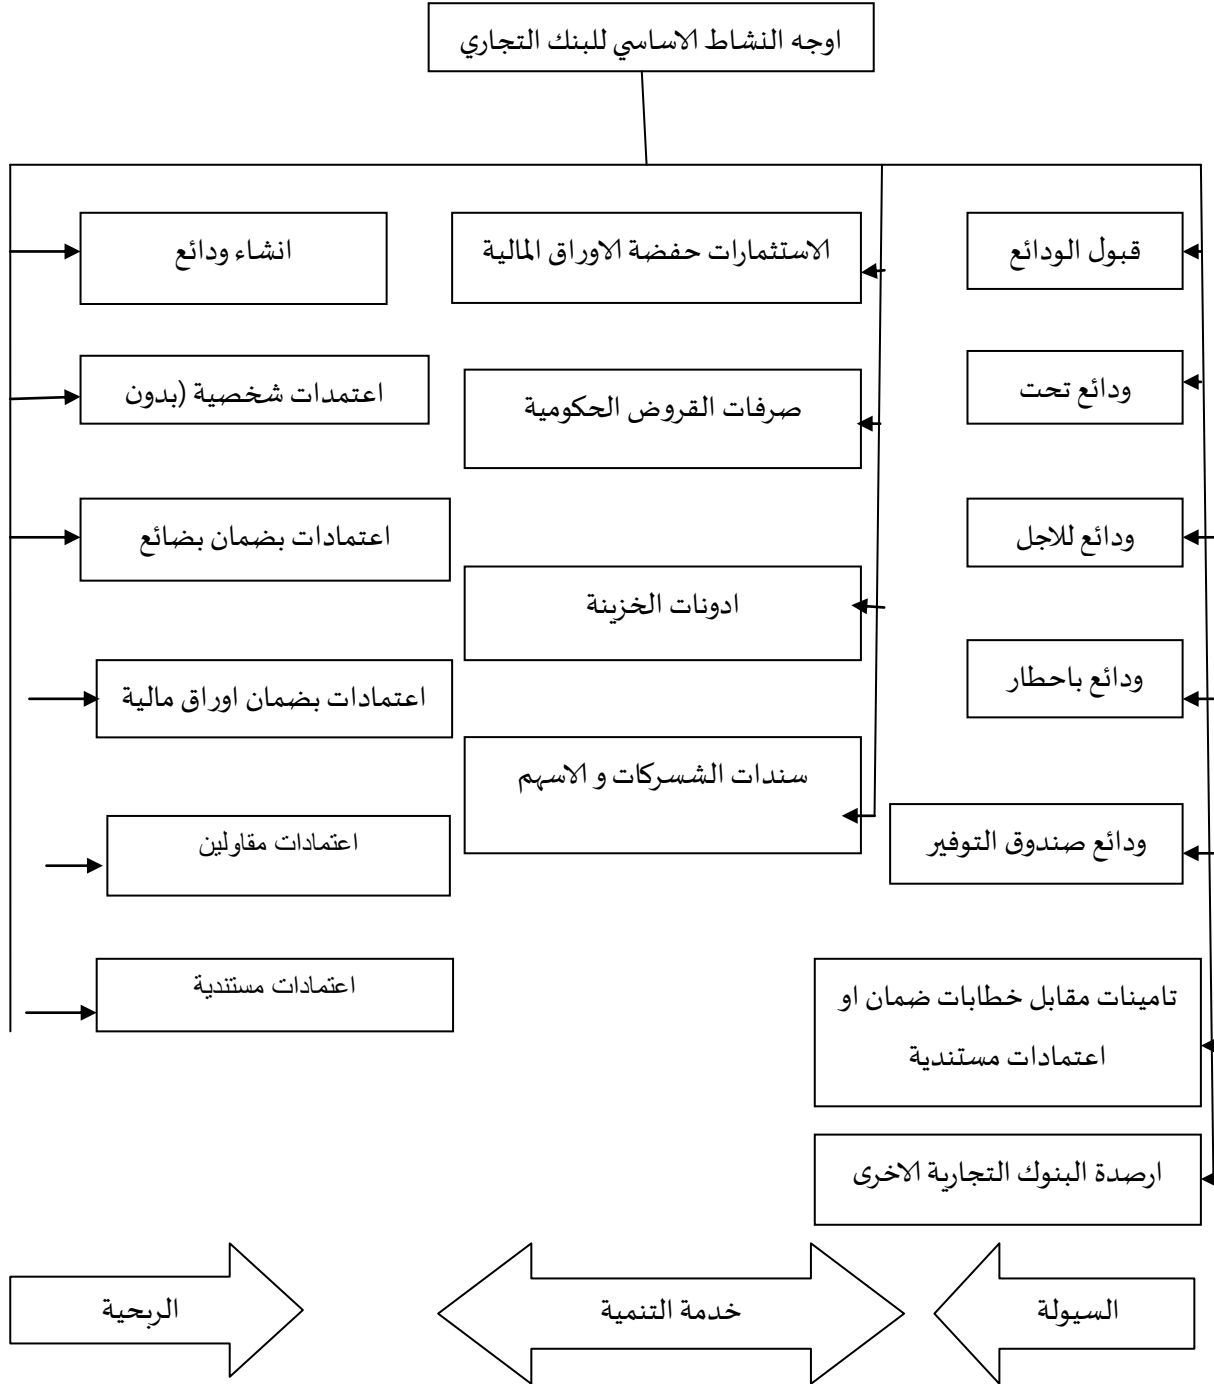 اوجه النشاط الاساسي للبنك التجاري
قبول الودائع
ودائع تحت
ودائع للاجل
ودائع باحطار
ودائع صندوق التوفير
تامينات مقابل خطابات ضمان او
اعتمادات مستندية
ارصدة البنوك التجارية الاخرى
الاستثمارات حفضة الاوراق المالية
صرفات القروض الحكومية
ادونات الخزينة
سندات الشسركات و الاسهم
انشاء ودائع
اعتمدات شخصية (بدون
اعتمادات بضمان بضائع
اعتمادات بضمان اوراق مالية
اعتمادات مقاولين
اعتمادات مستندية
السيولة
خدمة التنمية
الربحية